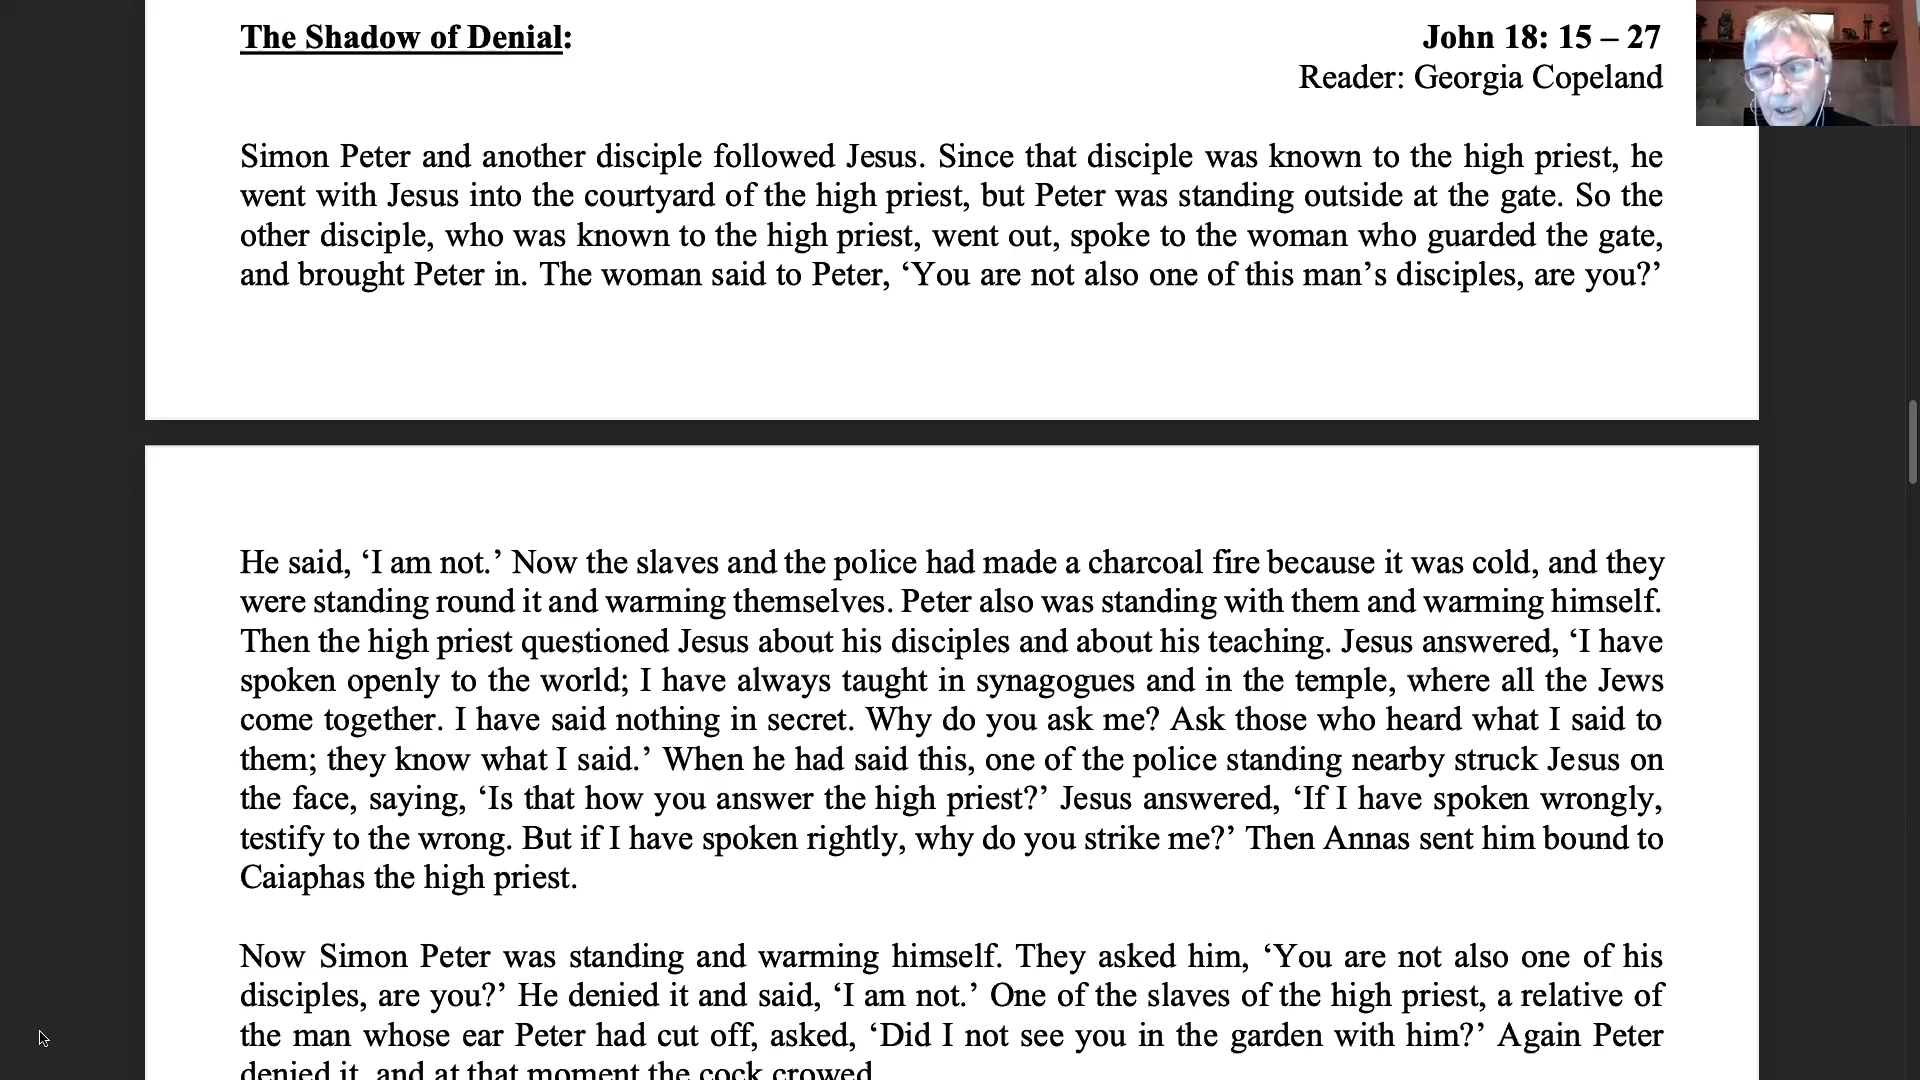 The Shadow of Denial:
John 18: 15 – 27
Reader: Georgia Copeland
Simon Peter and another disciple followed Jesus. Since that disciple was known to the high priest, he
went with Jesus into the courtyard of the high priest, but Peter was standing outside at the gate. So the
other disciple, who was known to the high priest, went out, spoke to the woman who guarded the gate,
and brought Peter in. The woman said to Peter, ‘You are not also one of this man’s disciples, are you?’
He said, ‘I am not.’ Now the slaves and the police had made a charcoal fire because it was cold, and they
were standing round it and warming themselves. Peter also was standing with them and warming himself.
Then the high priest questioned Jesus about his disciples and about his teaching. Jesus answered, ‘I have
spoken openly to the world; I have always taught in synagogues and in the temple, where all the Jews
come together. I have said nothing in secret. Why do you ask me? Ask those who heard what I said to
them; they know what I said.’ When he had said this, one of the police standing nearby struck Jesus on
the face, saying, ‘Is that how you answer the high priest?’ Jesus answered, ‘If I have spoken wrongly,
testify to the wrong. But if I have spoken rightly, why do you strike me?’ Then Annas sent him bound to
Caiaphas the high priest.
Now Simon Peter was standing and warming himself. They asked him, ‘You are not also one of his
disciples, are you?’ He denied it and said, ‘I am not.’ One of the slaves of the high priest, a relative of
the man whose ear Peter had cut off, asked, ‘Did I not see you in the garden with him?’ Again Peter
denied it, and at that moment the cock crowed.